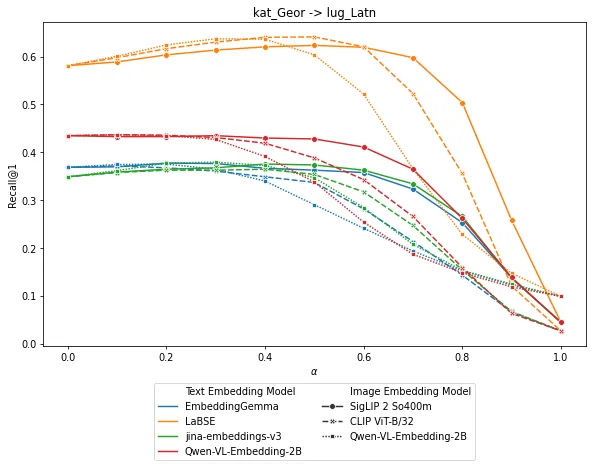 kat_Geor -> lug_Latn
Recall@1
0.6
0.5
0.4
0.3
0.2
0.1
0.0
0.0 0.2 0.4 0.6 0.8 1.0
α
Text Embedding Model Image Embedding Model
EmbeddingGemma SigLIP 2 So400m
LaBSE CLIP ViT-B/32
jina-embeddings-v3 Qwen-VL-Embedding-2B
Qwen-VL-Embedding-2B